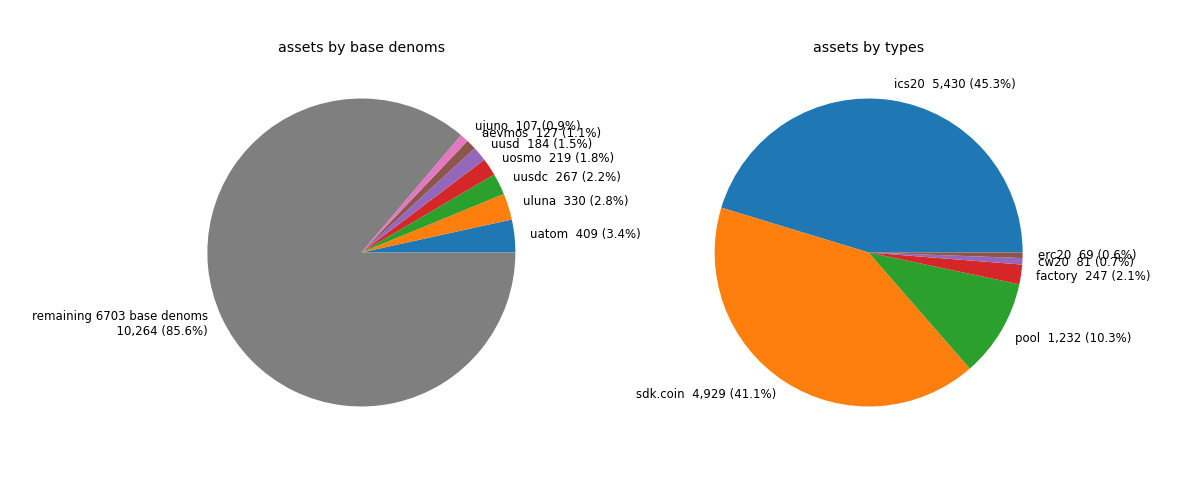 assets by base denoms
ujuno  107 (0.9%)
aevmos  127 (1.1%)
uusd  184 (1.5%)
uosmo  219 (1.8%)
uusdc  267 (2.2%)
uluna  330 (2.8%)
uatom  409 (3.4%)
remaining 6703 base denoms
10,264 (85.6%)
assets by types
ics20  5,430 (45.3%)
erc20  69 (0.6%)
cw20  81 (0.7%)
factory  247 (2.1%)
pool  1,232 (10.3%)
sdk.coin  4,929 (41.1%)